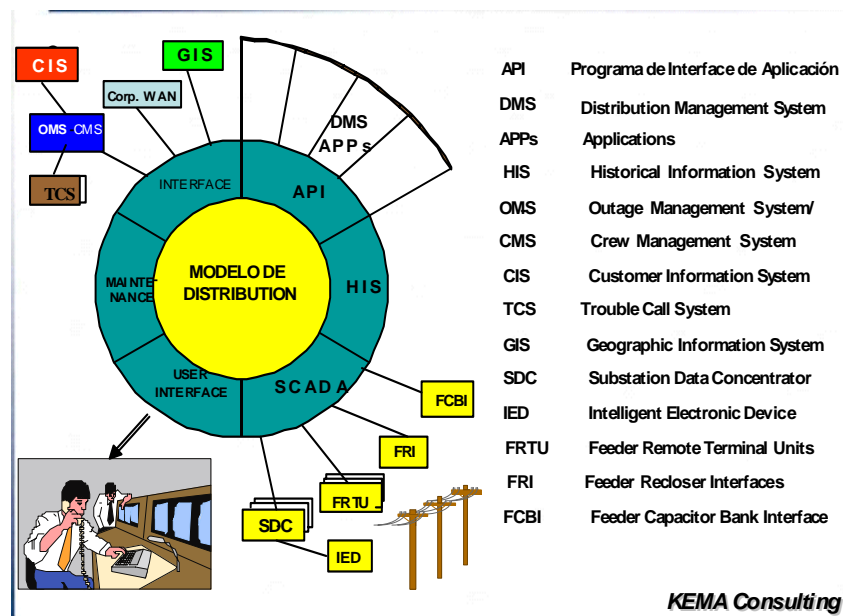 CIS
GIS
Corp. WAN
OMS-CMS
TCS
DMS
APPs
INTERFACE
API
MAINTE-
NANCE
MODELO DE
DISTRIBUTION
HIS
USER
INTERFACE
SCADA
FCBI
FRI
FRTU
SDC
IED
API Programa de Interface de Aplicación
DMS Distribution Management System
APPs Applications
HIS Historical Information System
OMS Outage Management System/
CMS Crew Management System
CIS Customer Information System
TCS Trouble Call System
GIS Geographic Information System
SDC Substation Data Concentrator
IED Intelligent Electronic Device
FRTU Feeder Remote Terminal Units
FRI Feeder Recloser Interfaces
FCBI Feeder Capacitor Bank Interface
KEMA Consulting